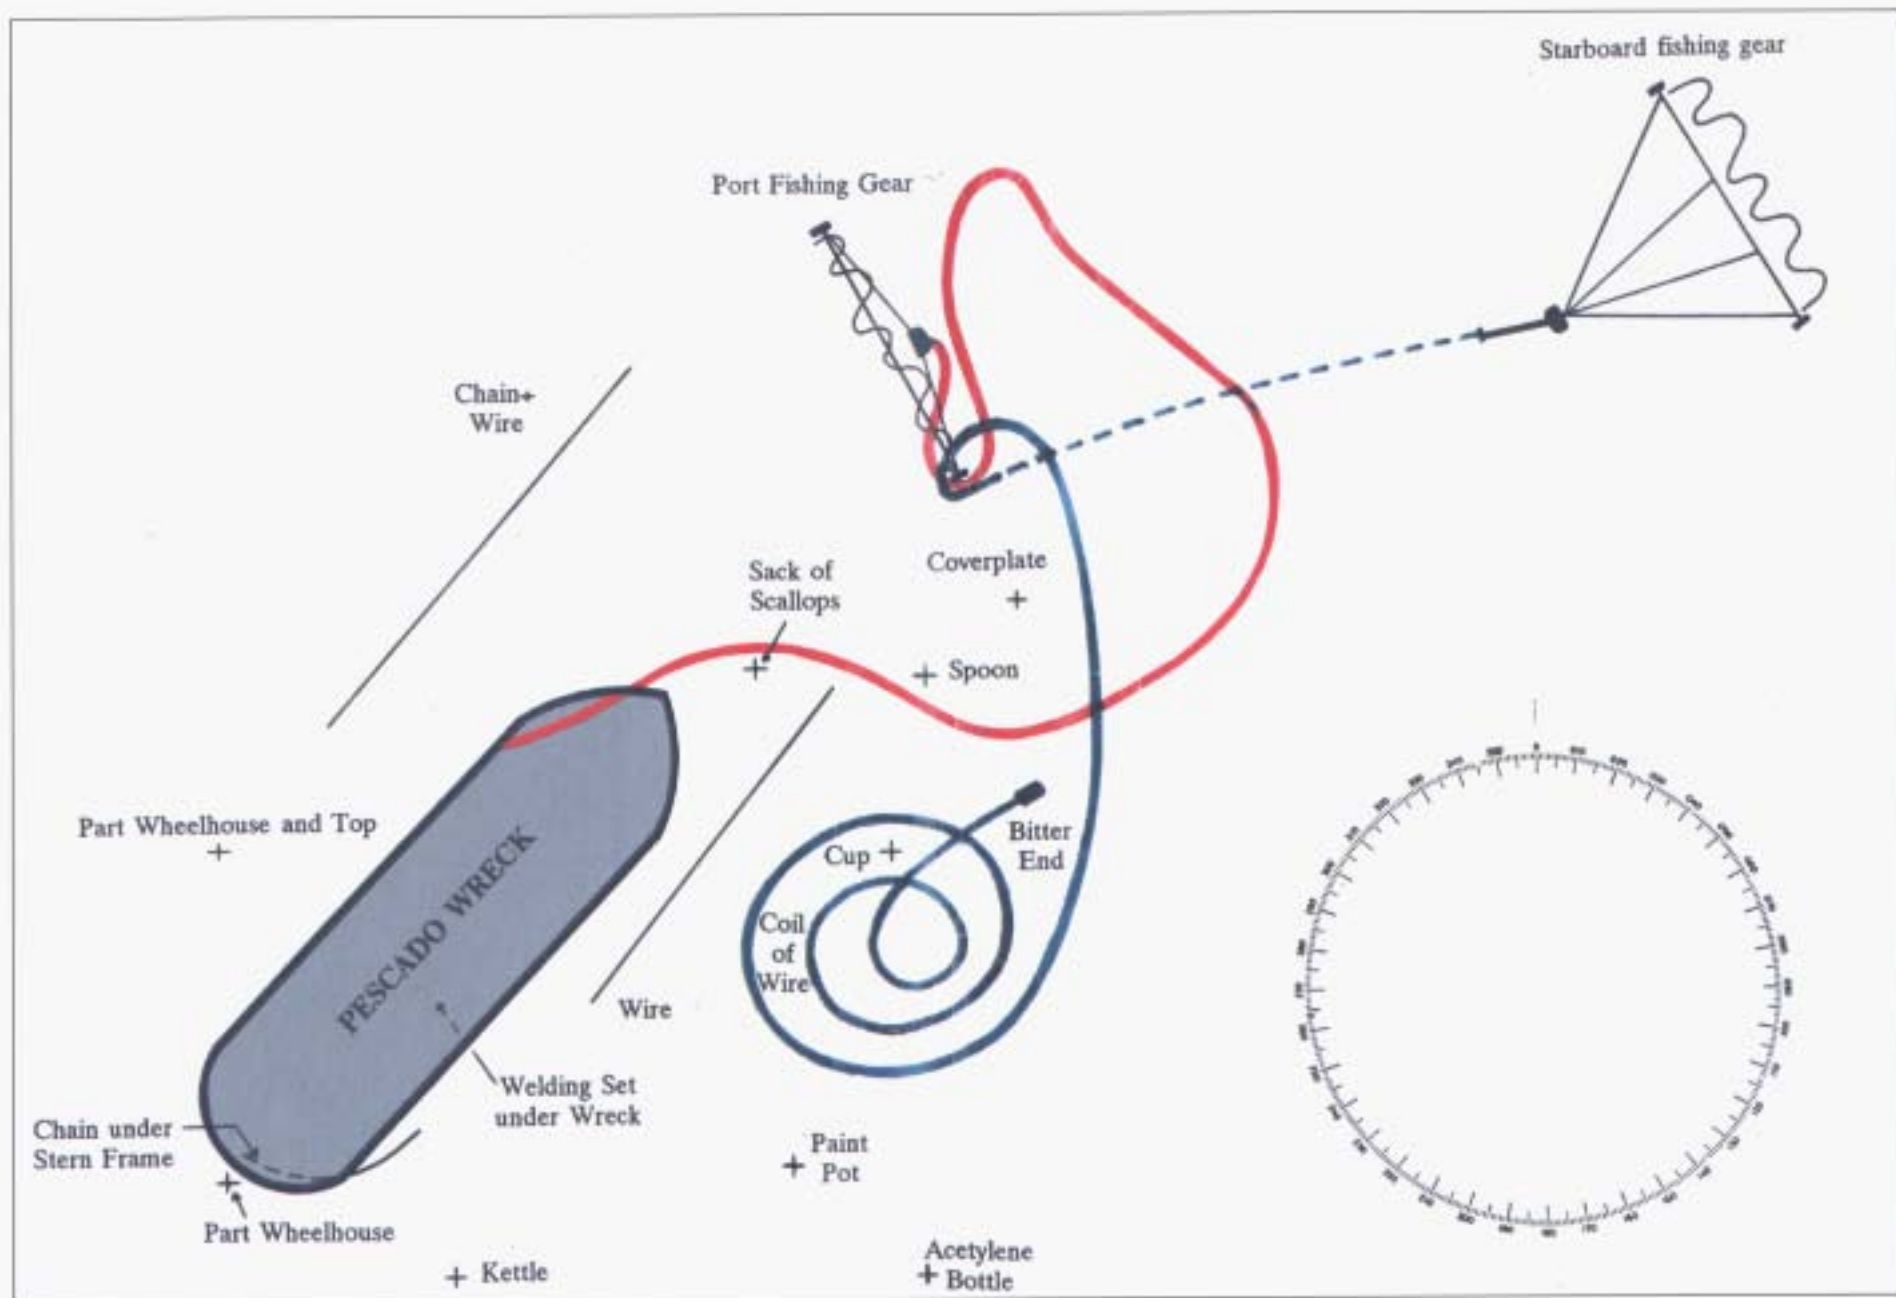 Starboard fishing gear
Port Fishing Gear
Chain+
Wire
Coverplate
Sack of
Scallops
Spoon
Part Wheelhouse and Top
PESCADO WRECK
Cup
Bitter
End
Coil
of
Wire
Wire
Welding Set
under Wreck
Chain under
Stern Frame
Paint
Pot
Part Wheelhouse
Kettle
Acetylene
Bottle